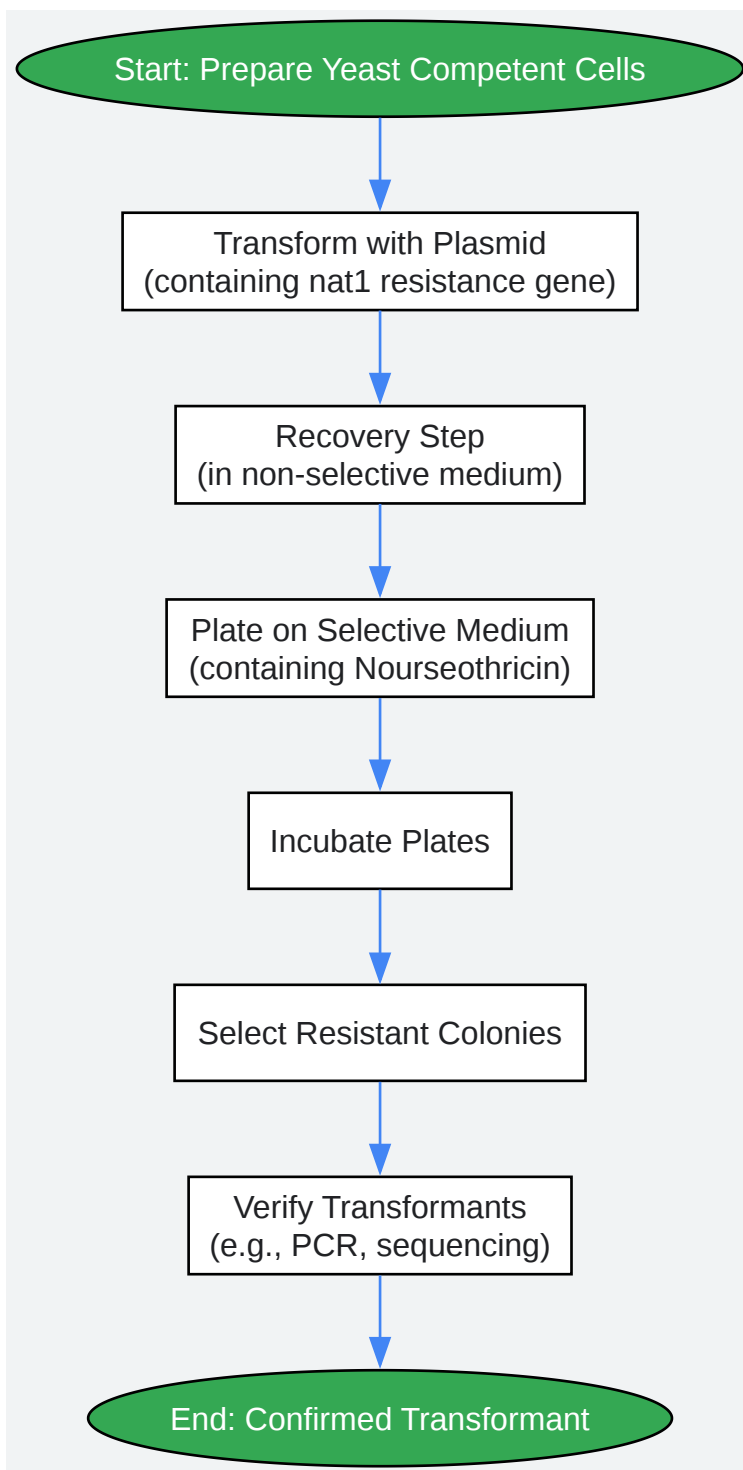 Start: Prepare Yeast Competent Cells
Transform with Plasmid
(containing nat1 resistance gene)
Recovery Step
(in non-selective medium)
Plate on Selective Medium
(containing Nourseothricin)
Incubate Plates
Select Resistant Colonies
Verify Transformants
(e.g., PCR, sequencing)
End: Confirmed Transformant